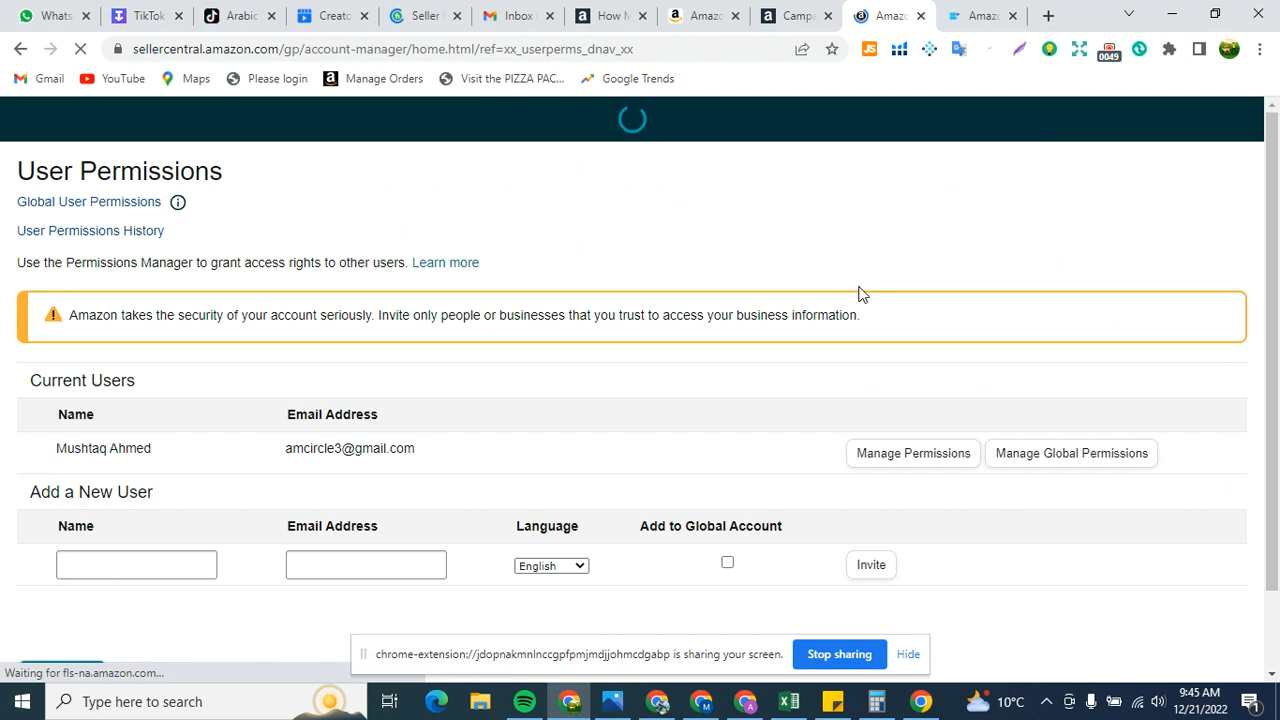 Whats
TikTok
Arabic
Creato
Seller
Inbox
How M
Amaz
Camp
Amaz
Amaz
sellercentral.amazon.com/gp/account-manager/home.html/ref=xx_userperms_dnav_xx
0049
Gmail YouTube Maps Please login Manage Orders Visit the PIZZA PAC... Google Trends
User Permissions
Global User Permissions
User Permissions History
Use the Permissions Manager to grant access rights to other users. Learn more
Amazon takes the security of your account seriously. Invite only people or businesses that you trust to access your business information.
Current Users
Name Email Address
Mushtaq Ahmed amcircle3@gmail.com Manage Permissions Manage Global Permissions
Add a New User
Name Email Address Language Add to Global Account
English Invite
chrome-extension://jdopnakmnlnccgpfpmjmdjjohmcdgabp is sharing your screen. Stop sharing Hide
Waiting for fls-na.amazon.com...
Type here to search
10°C
9:45 AM
12/21/2022
1